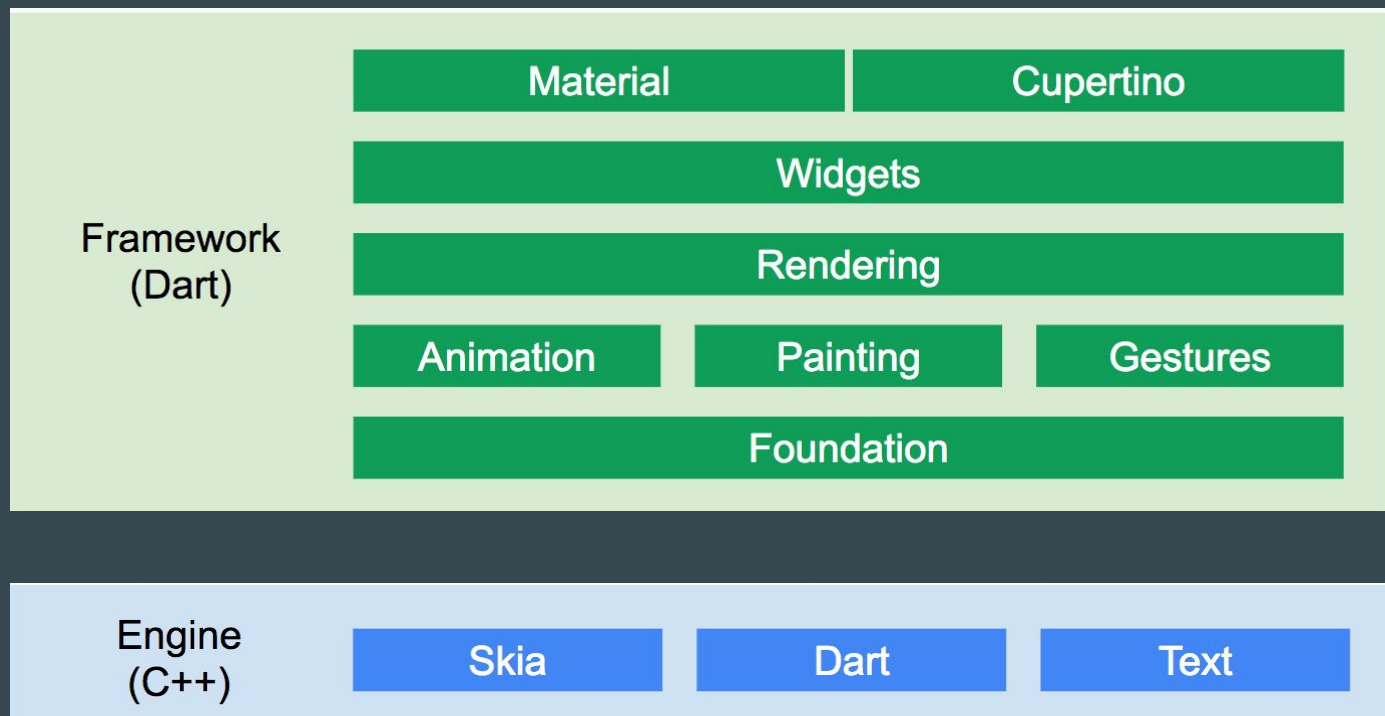 Material Cupertino
Widgets
Framework
(Dart)
Rendering
Animation Painting Gestures
Foundation
Engine
(C++)
Skia Dart Text